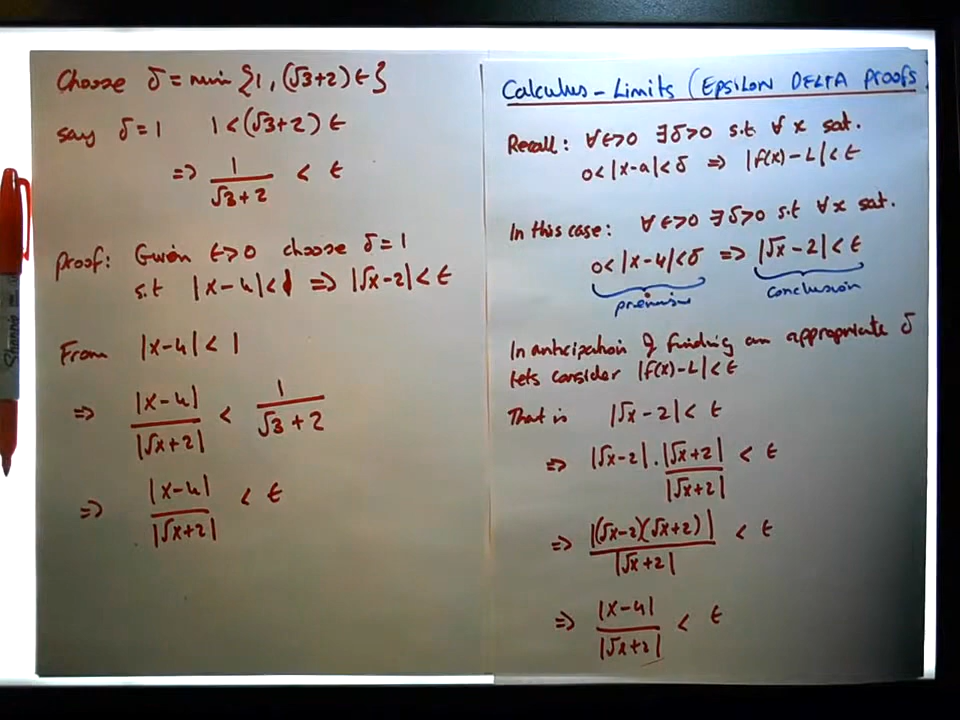 Calculus - Limits (EPSILON DELTA PROOFS)
Recall: ∀ϵ>0 ∃δ>0 s.t ∀ x sat.
0<|x-a|<δ ⇒ |f(x)-L|<ϵ
In this case: ∀ϵ>0 ∃δ>0 s.t ∀x sat.
0<|x-4|<δ ⇒ |√x-2|<ϵ
premise conclusion
In anticipation of finding an appropriate δ
lets consider |f(x)-L|<ϵ
That is |√x-2|<ϵ
⇒ |√x-2|.|√x+2|/|√x+2| < ϵ
⇒ |(√x-2)(√x+2)|/|√x+2| < ϵ
⇒ |x-4|/|√x+2| < ϵ
Choose δ=min {1,(√3+2)ϵ}
say δ=1 1<(√3+2)ϵ
⇒ 1/(√3+2) < ϵ
Proof: Given ϵ>0 choose δ=1
s.t |x-4|<1 ⇒ |√x-2|<ϵ
From |x-4|<1
⇒ |x-4|/|√x+2| < 1/(√3+2)
⇒ |x-4|/|√x+2| < ϵ
Sharpie